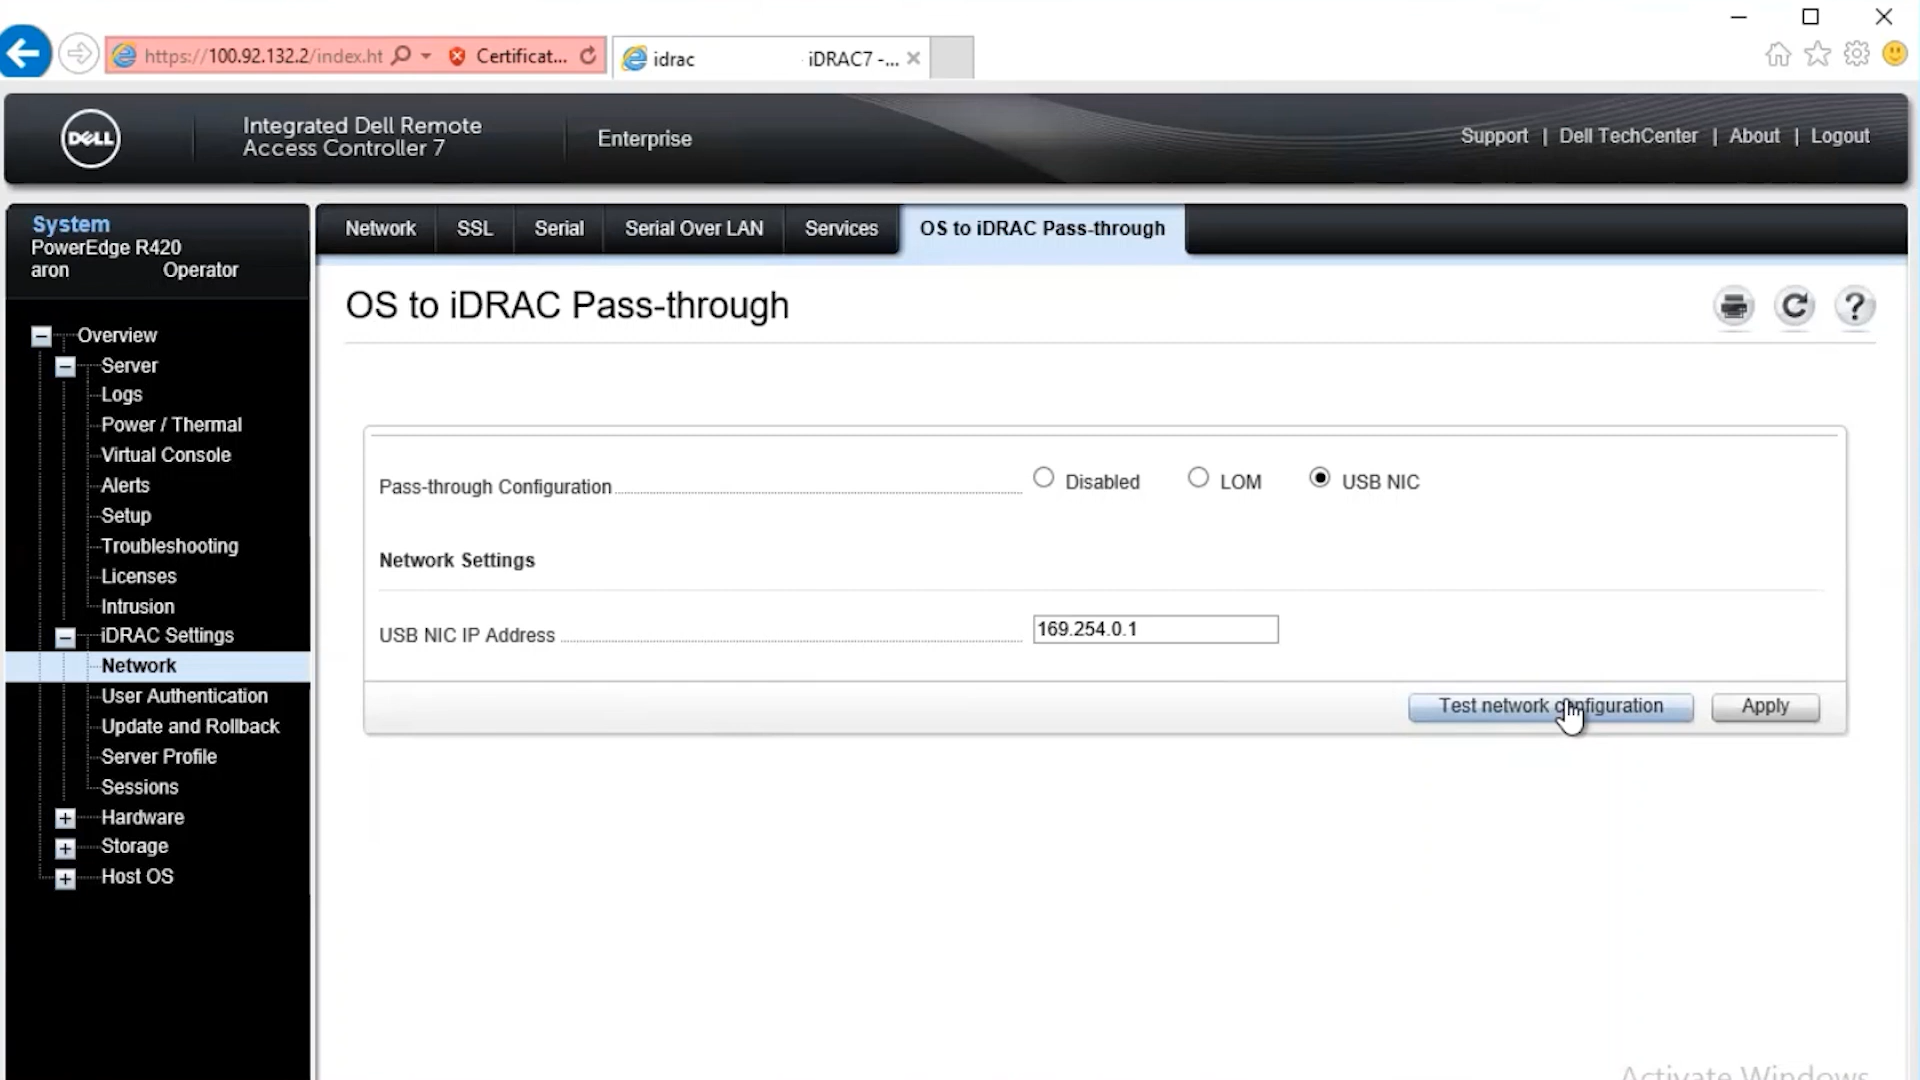 https://100.92.132.2/index.ht
Certificat...
idrac
iDRAC7 -...
DELL
Integrated Dell Remote
Access Controller 7
Enterprise
Support | Dell TechCenter | About | Logout
System
PowerEdge R420
aron Operator
Network
SSL
Serial
Serial Over LAN
Services
OS to iDRAC Pass-through
Overview
Server
Logs
Power / Thermal
Virtual Console
Alerts
Setup
Troubleshooting
Licenses
Intrusion
iDRAC Settings
Network
User Authentication
Update and Rollback
Server Profile
Sessions
Hardware
Storage
Host OS
OS to iDRAC Pass-through
Pass-through Configuration
Disabled
LOM
USB NIC
Network Settings
USB NIC IP Address
169.254.0.1
Test network configuration
Apply
Activate Windows